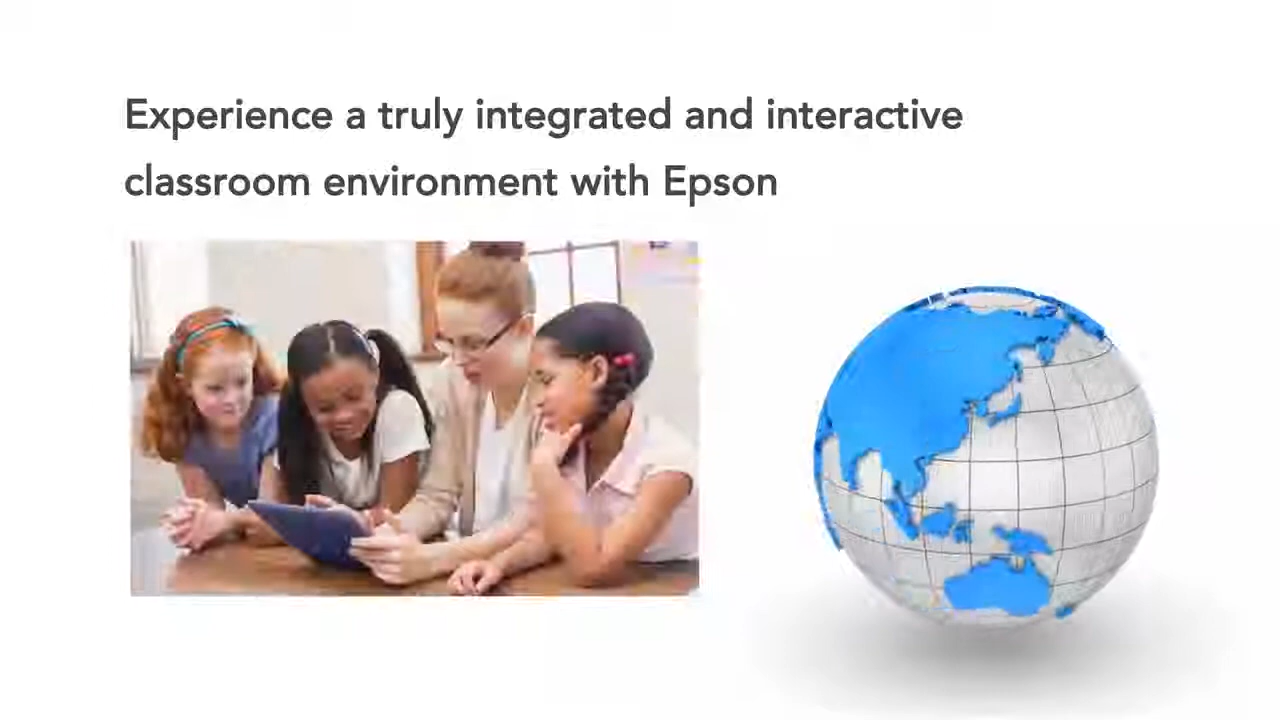 Experience a truly integrated and interactive
classroom environment with Epson